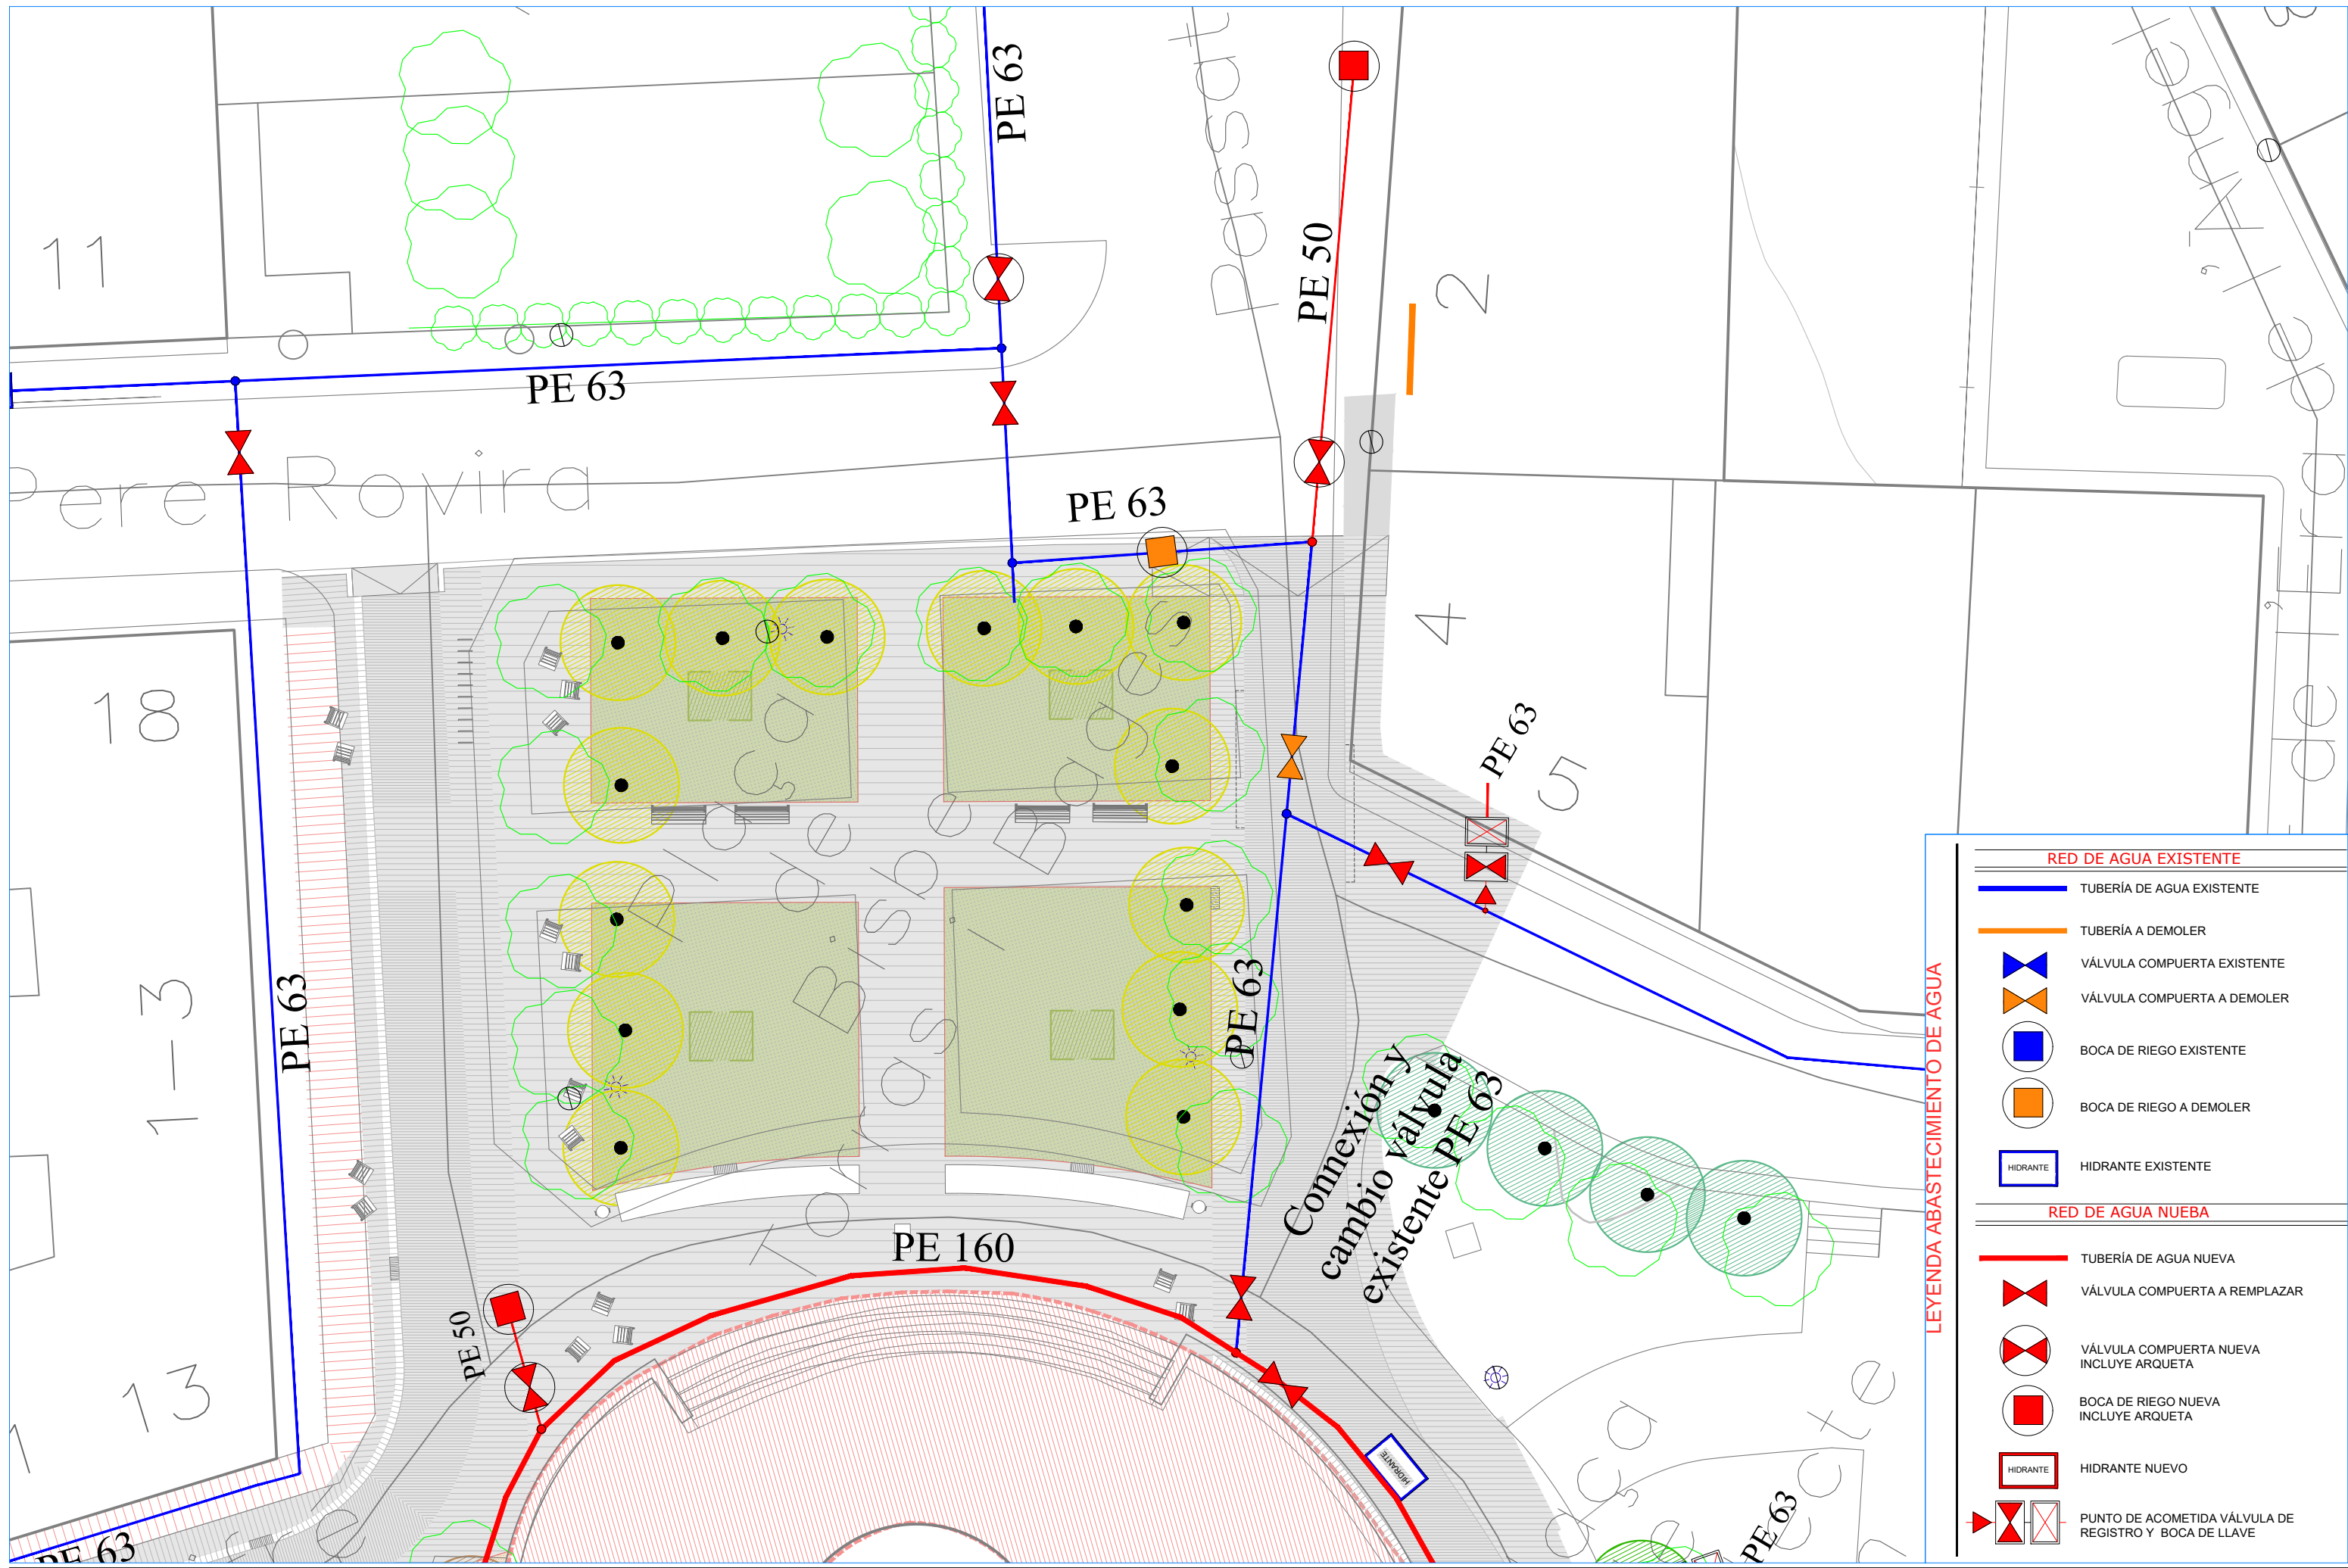 PE 63
PE 50
11
2
PE 63
Pere Rovira
PE 63
4
18
PE 63
5
1-3
PE 63
PE 63
Connexión y
cambio válvula
existente PE 63
PE 160
PE 50
13
HIDRANTE
PE 63
PE 63
LEYENDA ABASTECIMIENTO DE AGUA
RED DE AGUA EXISTENTE
TUBERÍA DE AGUA EXISTENTE
TUBERÍA A DEMOLER
VÁLVULA COMPUERTA EXISTENTE
VÁLVULA COMPUERTA A DEMOLER
BOCA DE RIEGO EXISTENTE
BOCA DE RIEGO A DEMOLER
HIDRANTE
HIDRANTE EXISTENTE
RED DE AGUA NUEBA
TUBERÍA DE AGUA NUEVA
VÁLVULA COMPUERTA A REMPLAZAR
VÁLVULA COMPUERTA NUEVA
INCLUYE ARQUETA
BOCA DE RIEGO NUEVA
INCLUYE ARQUETA
HIDRANTE
HIDRANTE NUEVO
PUNTO DE ACOMETIDA VÁLVULA DE
REGISTRO Y BOCA DE LLAVE